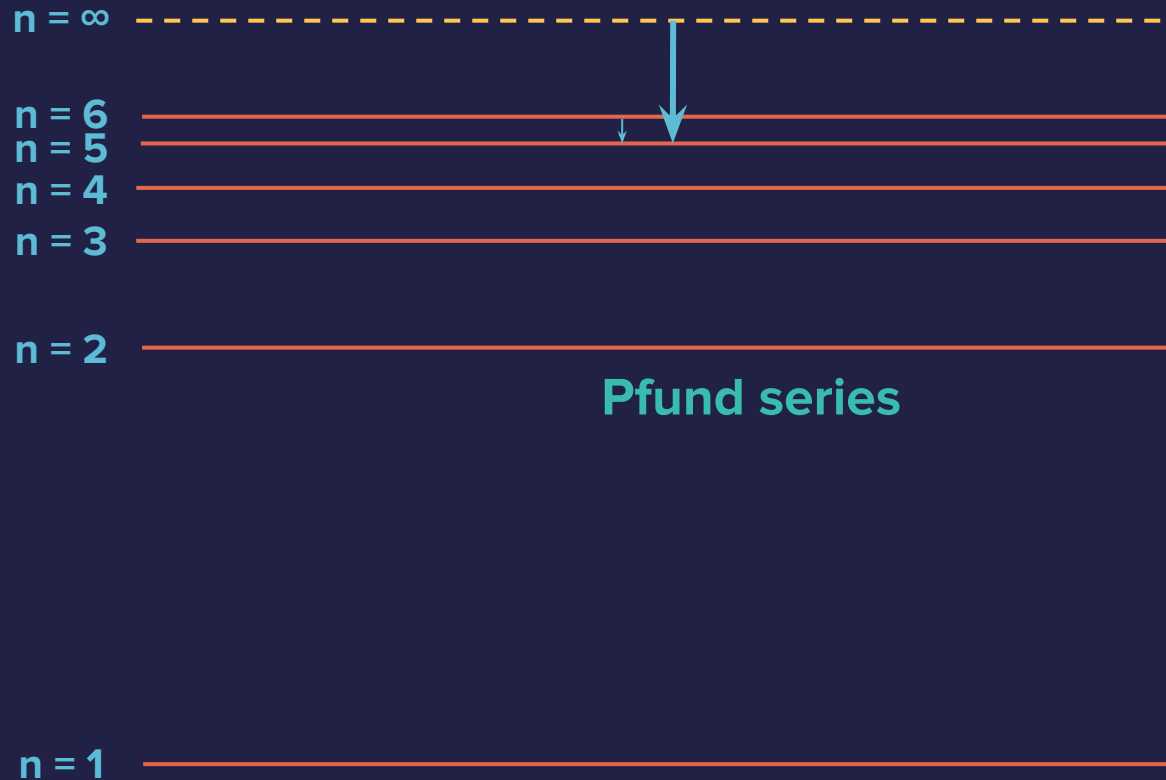 n = ∞
n = 6
n = 5
n = 4
n = 3
n = 2
Pfund series
n = 1